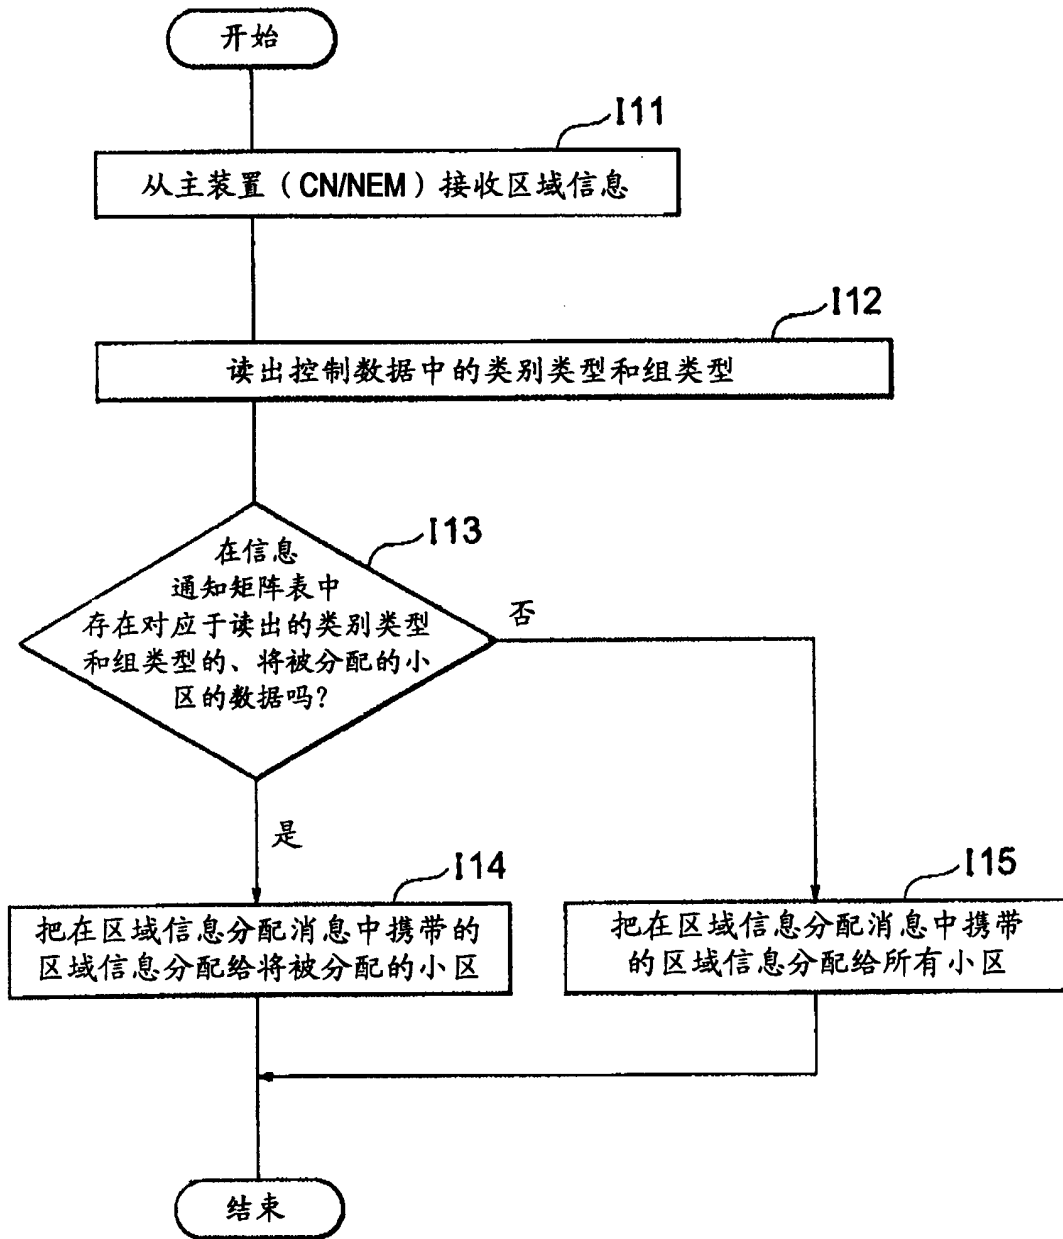 开始
I11
从主装置（CN/NEM）接收区域信息
I12
读出控制数据中的类别类型和组类型
I13
在信息
通知矩阵表中
存在对应于读出的类别类型
和组类型的、将被分配的小
区的数据吗？
否
是
I14
把在区域信息分配消息中携带的
区域信息分配给将被分配的小区
I15
把在区域信息分配消息中携带
的区域信息分配给所有小区
结束